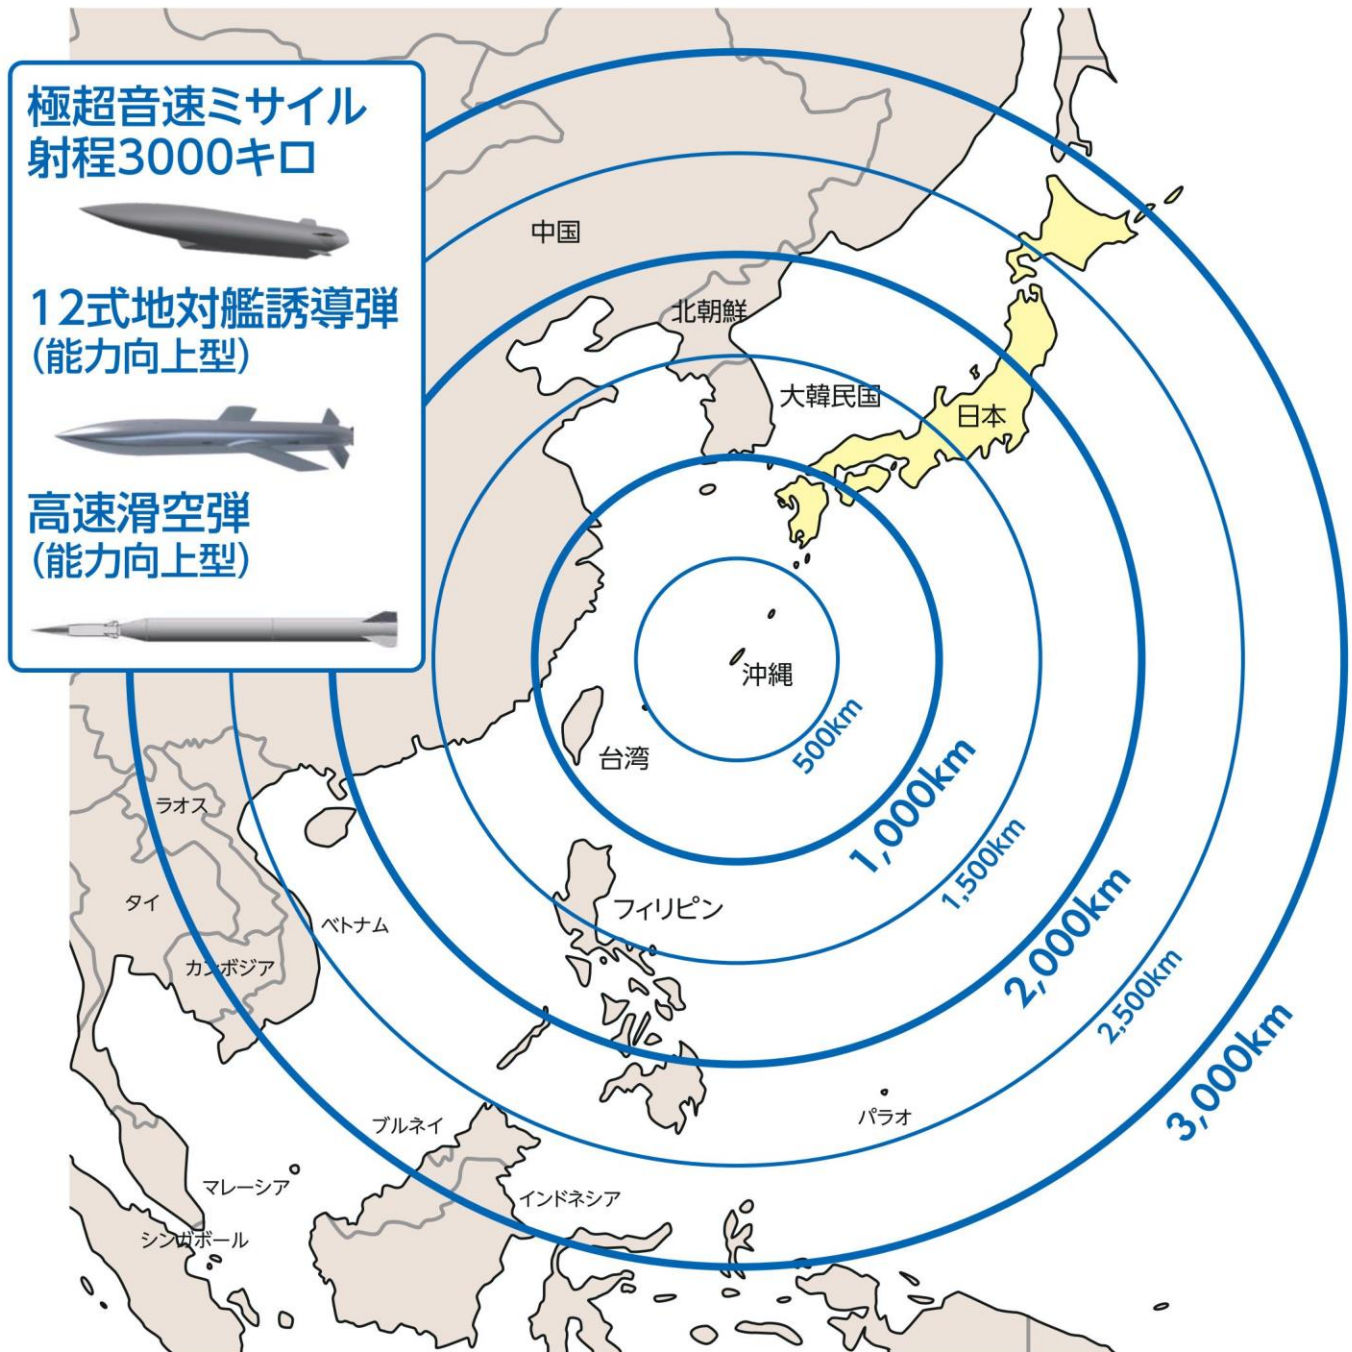 極超音速ミサイル
射程3000キロ
12式地対艦誘導弾
(能力向上型)
高速滑空弾
(能力向上型)
中国
北朝鮮
大韓民国
日本
沖縄
台湾
500km
1,000km
1,500km
2,000km
2,500km
3,000km
ラオス
タイ
ベトナム
カンボジア
フィリピン
パラオ
ブルネイ
マレーシア
インドネシア
シンガポール